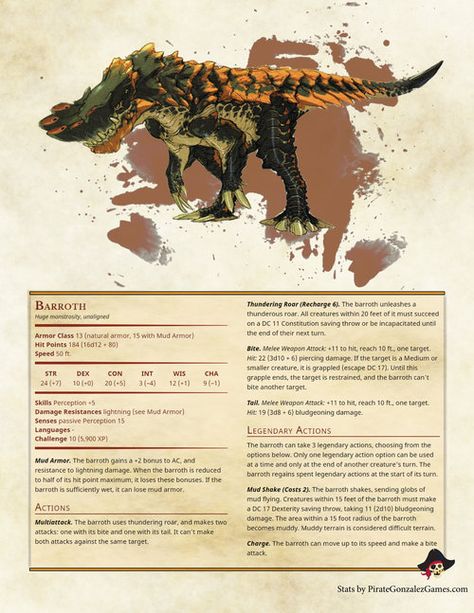 BARROTH
Huge monstrosity, unaligned
Armor Class 13 (natural armor, 15 with Mud Armor)
Hit Points 184 (16d12 + 80)
Speed 50 ft.
STR DEX CON INT WIS CHA
24 (+7) 10 (+0) 20 (+5) 3 (−4) 12 (+1) 9 (−1)
Skills Perception +5
Damage Resistances lightning (see Mud Armor)
Senses passive Perception 15
Languages -
Challenge 10 (5,900 XP)
Mud Armor. The barroth gains a +2 bonus to AC, and
resistance to lightning damage. When the barroth is reduced
to half of its hit point maximum, it loses these bonuses. If the
barroth is sufficiently wet, it can lose mud armor.
ACTIONS
Multiattack. The barroth uses thundering roar, and makes two
attacks: one with its bite and one with its tail. It can't make
both attacks against the same target.
Thundering Roar (Recharge 6). The barroth unleashes a
thunderous roar. All creatures within 20 feet of it must succeed
on a DC 11 Constitution saving throw or be incapacitated until
the end of their next turn.
Bite. Melee Weapon Attack: +11 to hit, reach 10 ft., one target.
Hit: 22 (3d10 + 6) piercing damage. If the target is a Medium or
smaller creature, it is grappled (escape DC 17). Until this
grapple ends, the target is restrained, and the barroth can't
bite another target.
Tail. Melee Weapon Attack: +11 to hit, reach 10 ft., one target.
Hit: 19 (3d8 + 6) bludgeoning damage.
LEGENDARY ACTIONS
The barroth can take 3 legendary actions, choosing from the
options below. Only one legendary action option can be used
at a time and only at the end of another creature's turn. The
barroth regains spent legendary actions at the start of its turn.
Mud Shake (Costs 2). The barroth shakes, sending globs of
mud flying. Creatures within 15 feet of the barroth must make
a DC 17 Dexterity saving throw, taking 11 (2d10) bludgeoning
damage. The area within a 15 foot radius of the barroth
becomes muddy. Muddy terrain is considered difficult terrain.
Charge. The barroth can move up to its speed and make a bite
attack.
Stats by PirateGonzalezGames.com